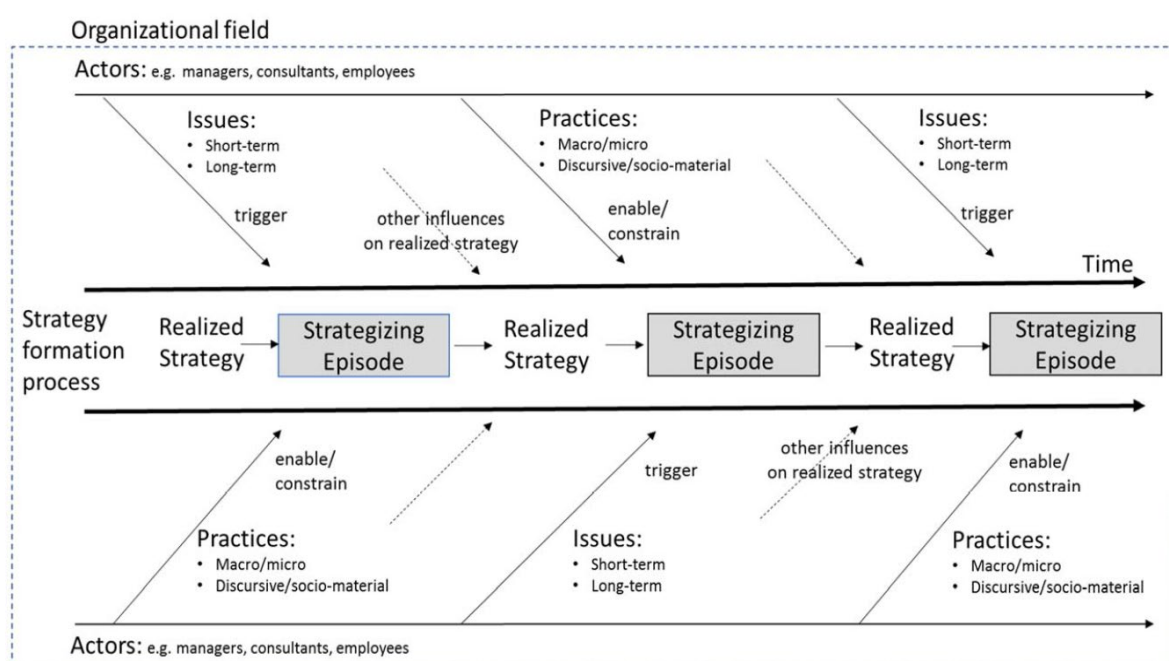 Organizational field
Actors: e.g. managers, consultants, employees
Issues:
• Short-term
• Long-term
trigger
other influences
on realized strategy
Practices:
• Macro/micro
• Discursive/socio-material
enable/
constrain
Issues:
• Short-term
• Long-term
trigger
Time
Strategy
formation
process
Realized
Strategy
Strategizing
Episode
Realized
Strategy
Strategizing
Episode
Realized
Strategy
Strategizing
Episode
enable/
constrain
Practices:
• Macro/micro
• Discursive/socio-material
trigger
Issues:
• Short-term
• Long-term
other influences
on realized strategy
enable/
constrain
Practices:
• Macro/micro
• Discursive/socio-material
Actors: e.g. managers, consultants, employees